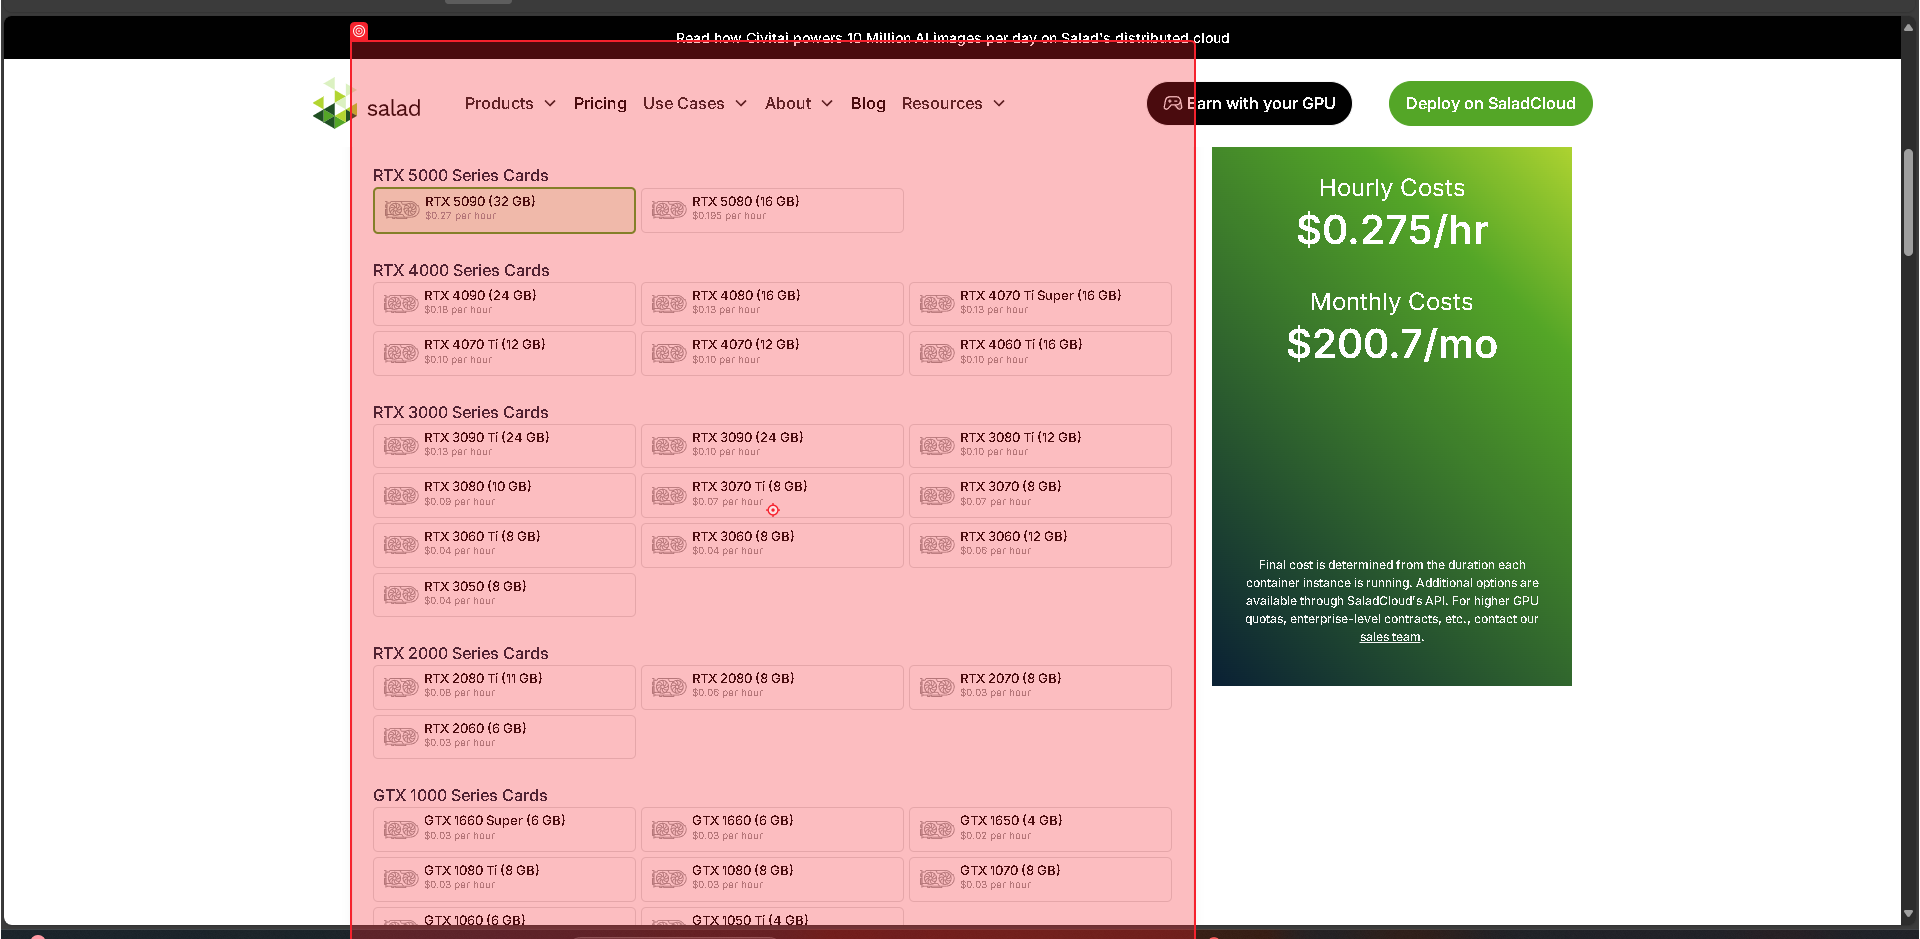 Read how Civitai powers 10 Million AI images per day on Salad's distributed cloud
salad
Products
Pricing
Use Cases
About
Blog
Resources
Earn with your GPU
Deploy on SaladCloud
RTX 5000 Series Cards
RTX 5090 (32 GB)
$0.27 per hour
RTX 5080 (16 GB)
$0.195 per hour
RTX 4000 Series Cards
RTX 4090 (24 GB)
$0.18 per hour
RTX 4080 (16 GB)
$0.13 per hour
RTX 4070 Ti Super (16 GB)
$0.13 per hour
RTX 4070 Ti (12 GB)
$0.10 per hour
RTX 4070 (12 GB)
$0.10 per hour
RTX 4060 Ti (16 GB)
$0.10 per hour
RTX 3000 Series Cards
RTX 3090 Ti (24 GB)
$0.13 per hour
RTX 3090 (24 GB)
$0.10 per hour
RTX 3080 Ti (12 GB)
$0.10 per hour
RTX 3080 (10 GB)
$0.09 per hour
RTX 3070 Ti (8 GB)
$0.07 per hour
RTX 3070 (8 GB)
$0.07 per hour
RTX 3060 Ti (8 GB)
$0.04 per hour
RTX 3060 (8 GB)
$0.04 per hour
RTX 3060 (12 GB)
$0.06 per hour
RTX 3050 (8 GB)
$0.04 per hour
RTX 2000 Series Cards
RTX 2080 Ti (11 GB)
$0.08 per hour
RTX 2080 (8 GB)
$0.06 per hour
RTX 2070 (8 GB)
$0.03 per hour
RTX 2060 (6 GB)
$0.03 per hour
GTX 1000 Series Cards
GTX 1660 Super (6 GB)
$0.03 per hour
GTX 1660 (6 GB)
$0.03 per hour
GTX 1650 (4 GB)
$0.02 per hour
GTX 1080 Ti (8 GB)
$0.03 per hour
GTX 1080 (8 GB)
$0.03 per hour
GTX 1070 (8 GB)
$0.03 per hour
GTX 1060 (6 GB)
GTX 1050 Ti (4 GB)
Hourly Costs
$0.275/hr
Monthly Costs
$200.7/mo
Final cost is determined from the duration each
container instance is running. Additional options are
available through SaladCloud's API. For higher GPU
quotas, enterprise-level contracts, etc., contact our
sales team.